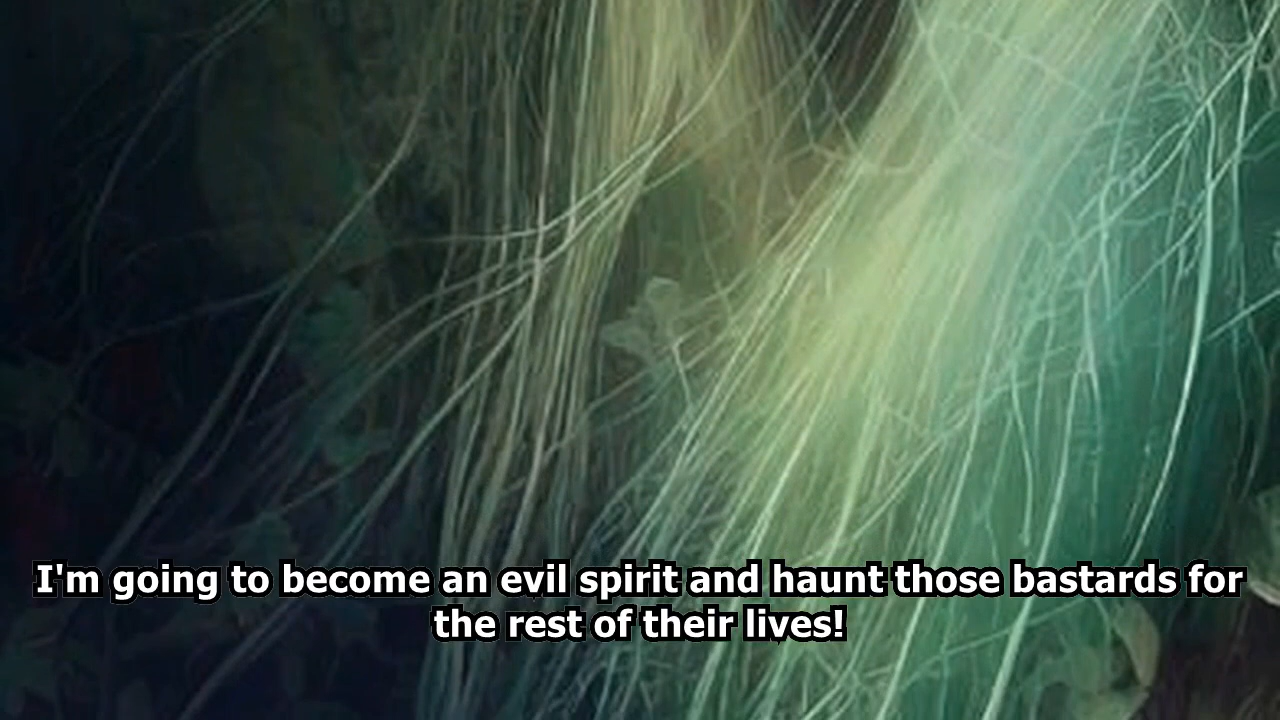 I'm going to become an evil spirit and haunt those bastards for
the rest of their lives!